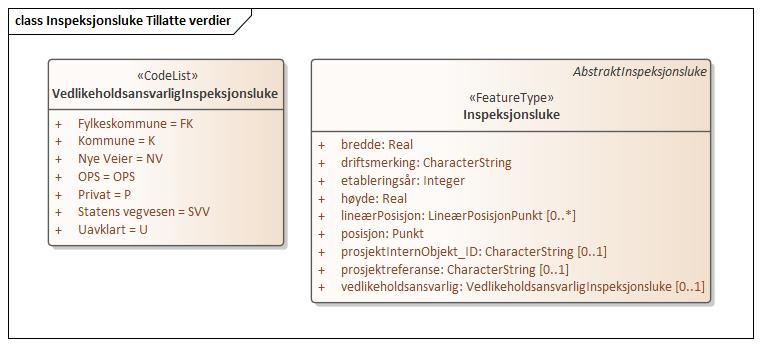 class Inspeksjonsluke Tillatte verdier
«CodeList»
VedlikeholdsansvarligInspeksjonsluke
+ Fylkeskommune = FK
+ Kommune = K
+ Nye Veier = NV
+ OPS = OPS
+ Privat = P
+ Statens vegvesen = SVV
+ Uavklart = U
AbstraktInspeksjonsluke
«FeatureType»
Inspeksjonsluke
+ bredde: Real
+ driftsmerking: CharacterString
+ etableringsår: Integer
+ høyde: Real
+ lineærPosisjon: LineærPosisjonPunkt [0..*]
+ posisjon: Punkt
+ prosjektInternObjekt_ID: CharacterString [0..1]
+ prosjektreferanse: CharacterString [0..1]
+ vedlikeholdsansvarlig: VedlikeholdsansvarligInspeksjonsluke [0..1]